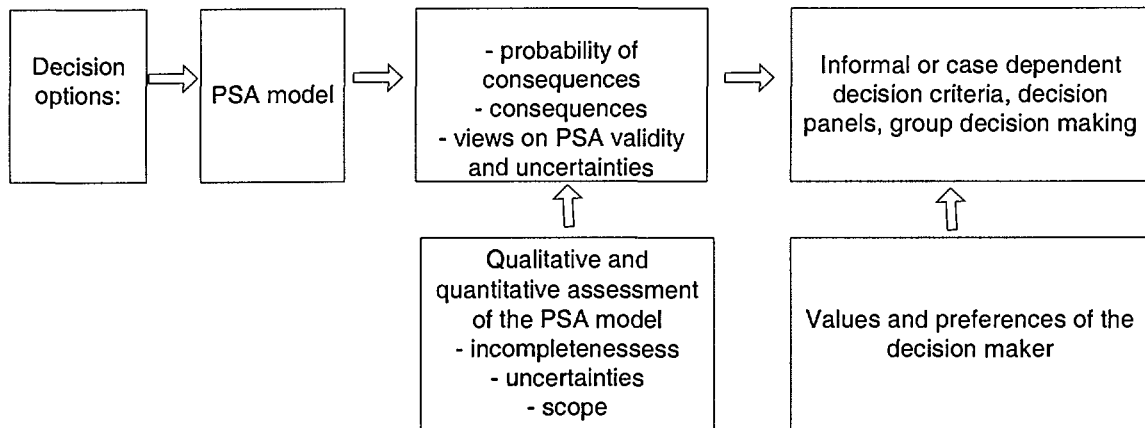 Decision
options:
PSA model
- probability of
consequences
- consequences
- views on PSA validity
and uncertainties
Informal or case dependent
decision criteria, decision
panels, group decision making
Qualitative and
quantitative assessment
of the PSA model
- incompletenessess
- uncertainties
- scope
Values and preferences of the
decision maker